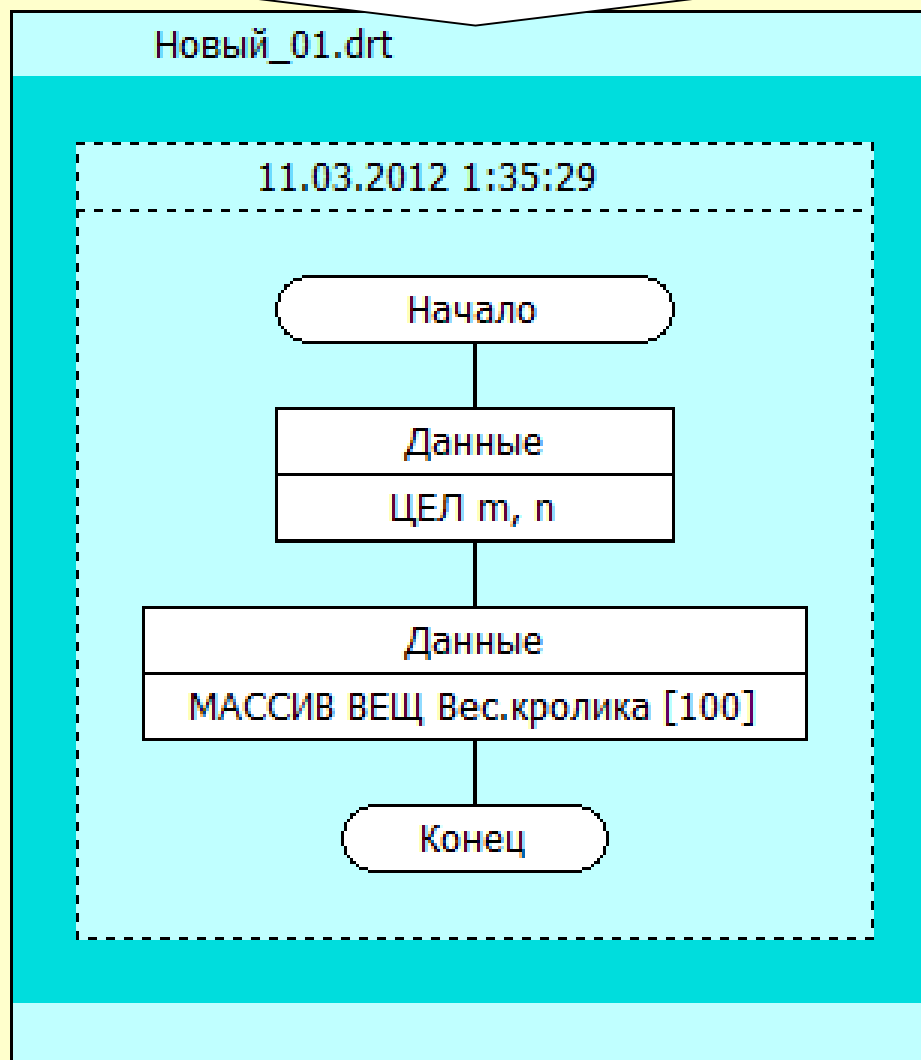 Новый_01.drt
11.03.2012 1:35:29
Начало
Данные
ЦЕЛ m, n
Данные
МАССИВ ВЕЩ Вес.кролика [100]
Конец